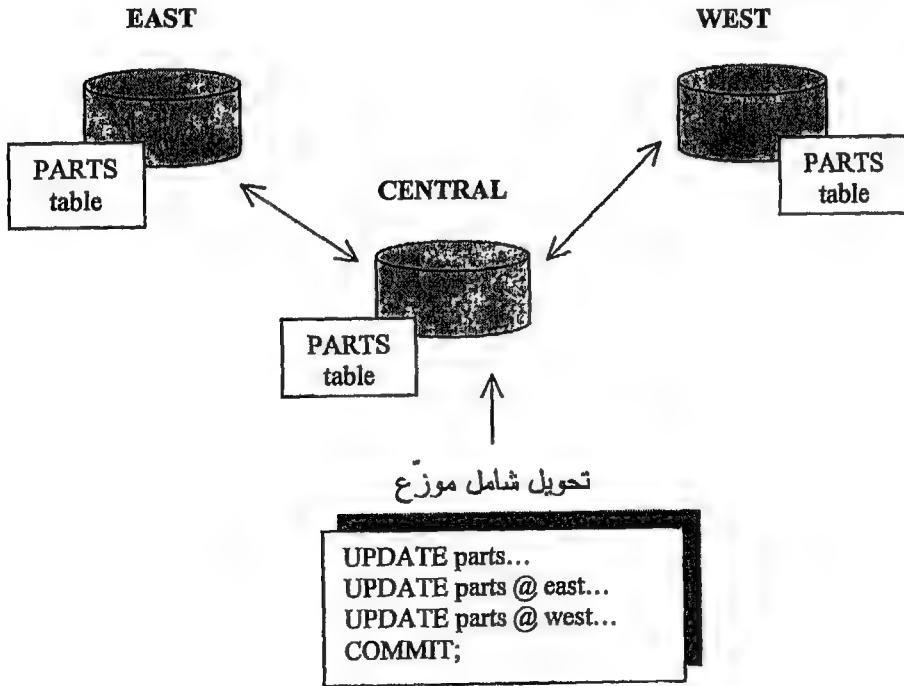 EAST
WEST
PARTS
table
CENTRAL
PARTS
table
PARTS
table
تحويل شامل موزّع
UPDATE parts...
UPDATE parts @ east...
UPDATE parts @ west...
COMMIT;